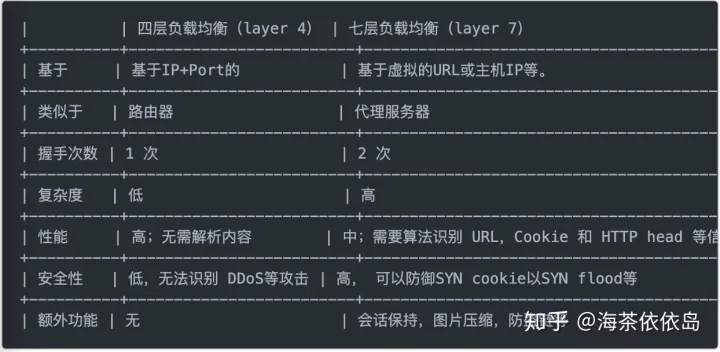 | | 四层负载均衡（layer 4） | 七层负载均衡（layer 7）
| 基于 | 基于IP+Port的 | 基于虚拟的URL或主机IP等。
| 类似于 | 路由器 | 代理服务器
| 握手次数 | 1 次 | 2 次
| 复杂度 | 低 | 高
| 性能 | 高；无需解析内容 | 中；需要算法识别 URL，Cookie 和 HTTP head 等信
| 安全性 | 低，无法识别 DDoS等攻击 | 高， 可以防御SYN cookie以SYN flood等
| 额外功能 | 无 | 会话保持，图片压缩，防
知乎 @海茶依依岛